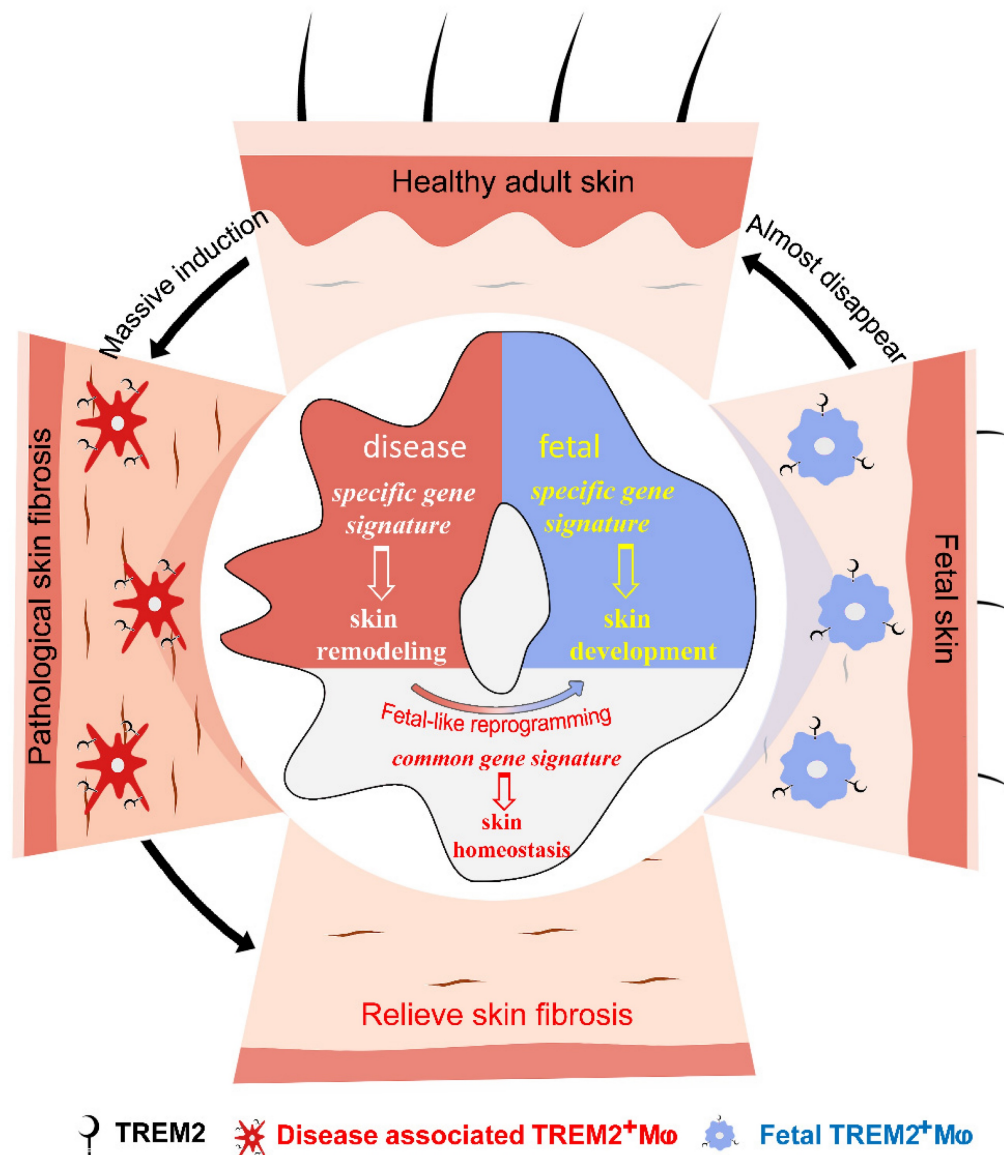 Healthy adult skin
Massive induction
Almost disappear
Pathological skin fibrosis
Fetal skin
disease
specific gene
signature
skin
remodeling
fetal
specific gene
signature
skin
development
Fetal-like reprogramming
common gene signature
skin
homeostasis
Relieve skin fibrosis
TREM2 Disease associated TREM2⁺Mφ Fetal TREM2⁺Mφ